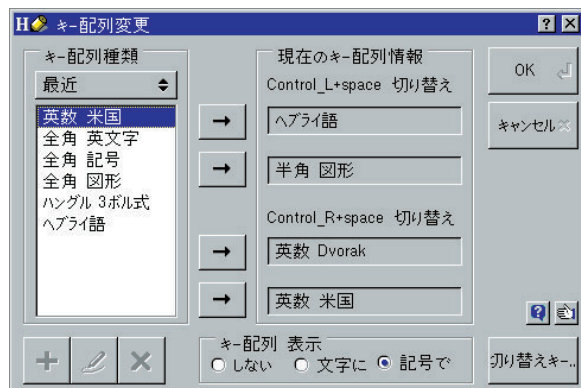 キー配列変更
キー配列種類
最近
英数 米国
全角 英文字
全角 記号
全角 図形
ハングル 3ボル式
ヘブライ語
現在のキー配列情報
Control_L+space 切り替え
ヘブライ語
半角 図形
Control_R+space 切り替え
英数 Dvorak
英数 米国
キー配列 表示
しない 文字に 記号で
OK
キャンセル
切り替えキー..